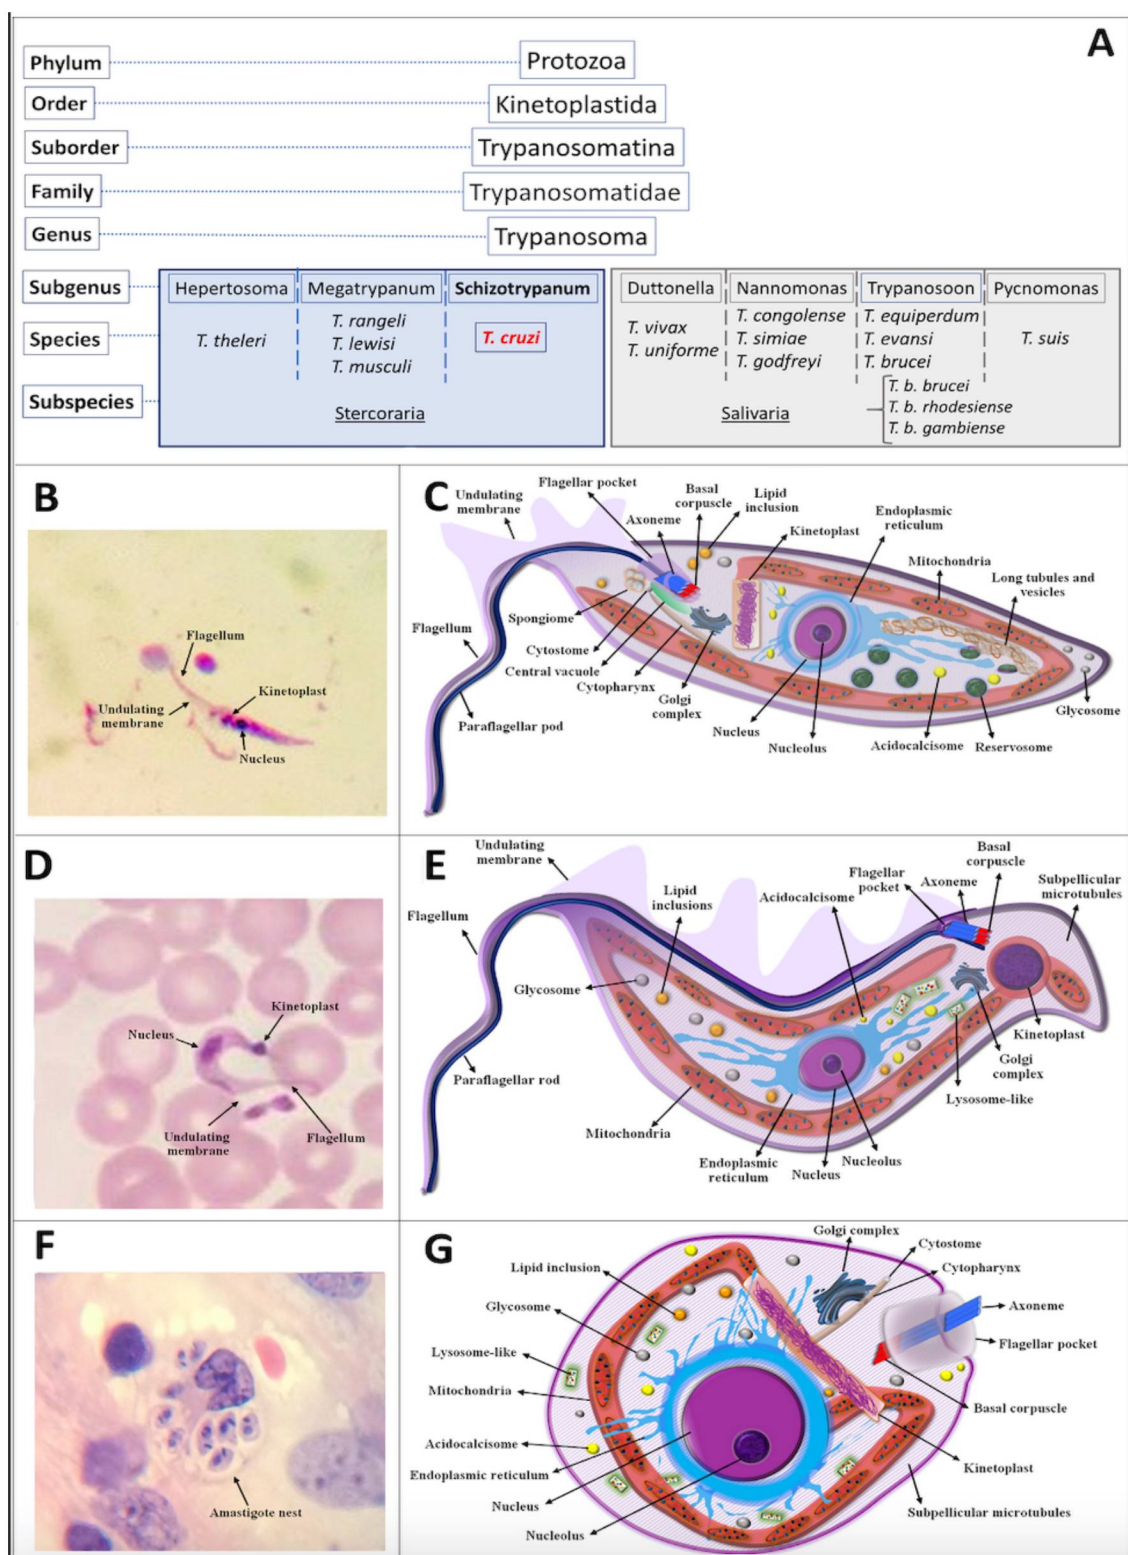 A
Phylum
Protozoa
Order
Kinetoplastida
Suborder
Trypanosomatina
Family
Trypanosomatidae
Genus
Trypanosoma
Subgenus
Hepertosoma
Megatrypanum
Schizotrypanum
Duttonella
Nannomonas
Trypanosoon
Pycnomonas
Species
T. theleri
T. rangeli
T. lewisi
T. musculi
T. cruzi
T. vivax
T. uniforme
T. congolense
T. simiae
T. godfreyi
T. equiperdum
T. evansi
T. brucei
T. suis
Subspecies
Stercoraria
Salivaria
T. b. brucei
T. b. rhodesiense
T. b. gambiense
B
Flagellum
Kinetoplast
Undulating
membrane
Nucleus
C
Undulating
membrane
Flagellar pocket
Basal
corpuscle
Axoneme
Lipid
inclusion
Kinetoplast
Endoplasmic
reticulum
Mitochondria
Long tubules and
vesicles
Flagellum
Spongiome
Cytostome
Central vacuole
Cytopharynx
Golgi
complex
Paraflagellar pod
Nucleus
Nucleolus
Acidocalcisome
Reservosome
Glycosome
D
Kinetoplast
Nucleus
Undulating
membrane
Flagellum
E
Undulating
membrane
Flagellum
Lipid
inclusions
Glycosome
Acidocalcisome
Flagellar
pocket
Axoneme
Basal
corpuscle
Subpellicular
microtubules
Paraflagellar rod
Mitochondria
Endoplasmic
reticulum
Nucleus
Nucleolus
Lysosome-like
Golgi
complex
Kinetoplast
F
Amastigote nest
G
Golgi complex
Cytostome
Cytopharynx
Lipid inclusion
Glycosome
Axoneme
Lysosome-like
Flagellar pocket
Mitochondria
Basal corpuscle
Acidocalcisome
Endoplasmic reticulum
Kinetoplast
Nucleus
Subpellicular microtubules
Nucleolus